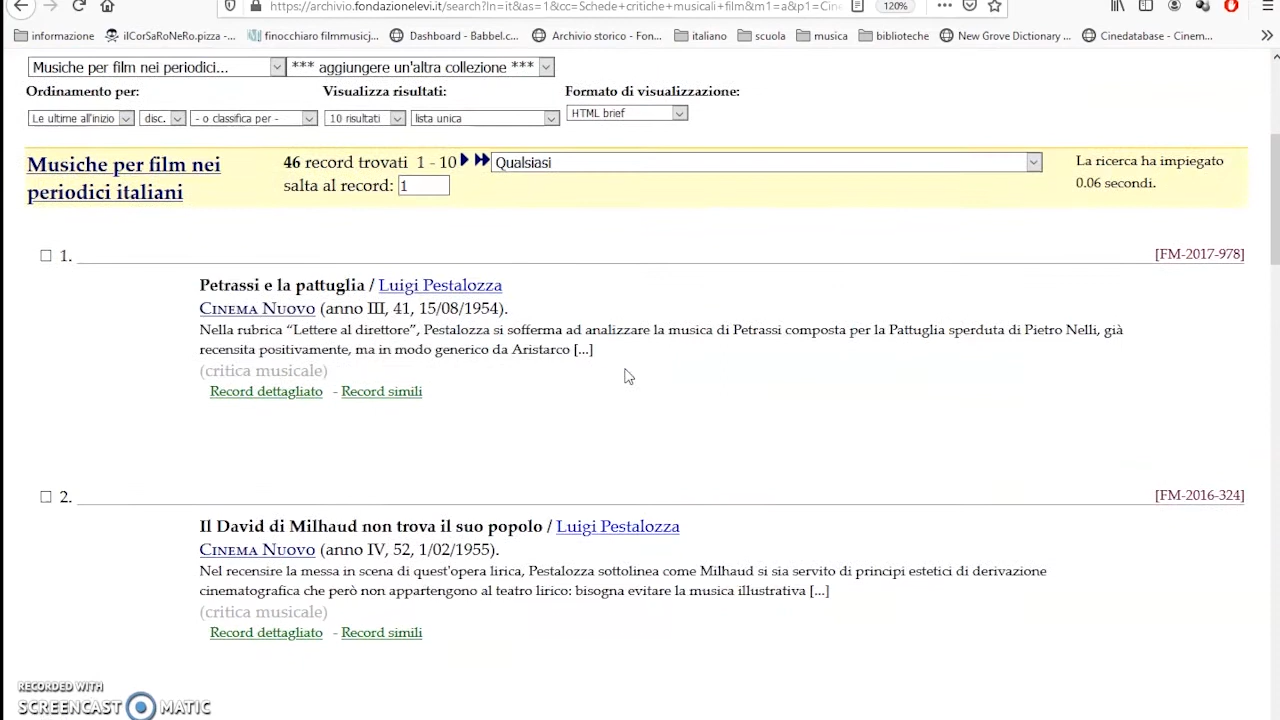 https://archivio.fondazionelevi.it/search?ln=it&as=1&cc=Schede+critiche+musicali+film&m1=a&p1=Cine
120%
informazione
ilCorSaRoNeRo.pizza -...
finocchiaro filmmusicj...
Dashboard - Babbel.c...
Archivio storico - Fon...
italiano
scuola
musica
biblioteche
New Grove Dictionary ...
Cinedatabase - Cinem...
Musiche per film nei periodici... *** aggiungere un'altra collezione ***
Ordinamento per: Visualizza risultati: Formato di visualizzazione:
Le ultime all'inizio disc. - o classifica per - 10 risultati lista unica HTML brief
Musiche per film nei periodici italiani
46 record trovati 1 - 10 Qualsiasi
salta al record: 1
La ricerca ha impiegato
0.06 secondi.
1. [FM-2017-978]
Petrassi e la pattuglia / Luigi Pestalozza
Cinema Nuovo (anno III, 41, 15/08/1954).
Nella rubrica “Lettere al direttore”, Pestalozza si sofferma ad analizzare la musica di Petrassi composta per la Pattuglia sperduta di Pietro Nelli, già
recensita positivamente, ma in modo generico da Aristarco [...]
(critica musicale)
Record dettagliato - Record simili
2. [FM-2016-324]
Il David di Milhaud non trova il suo popolo / Luigi Pestalozza
Cinema Nuovo (anno IV, 52, 1/02/1955).
Nel recensire la messa in scena di quest'opera lirica, Pestalozza sottolinea come Milhaud si sia servito di principi estetici di derivazione
cinematografica che però non appartengono al teatro lirico: bisogna evitare la musica illustrativa [...]
(critica musicale)
Record dettagliato - Record simili
RECORDED WITH
SCREENCAST MATIC